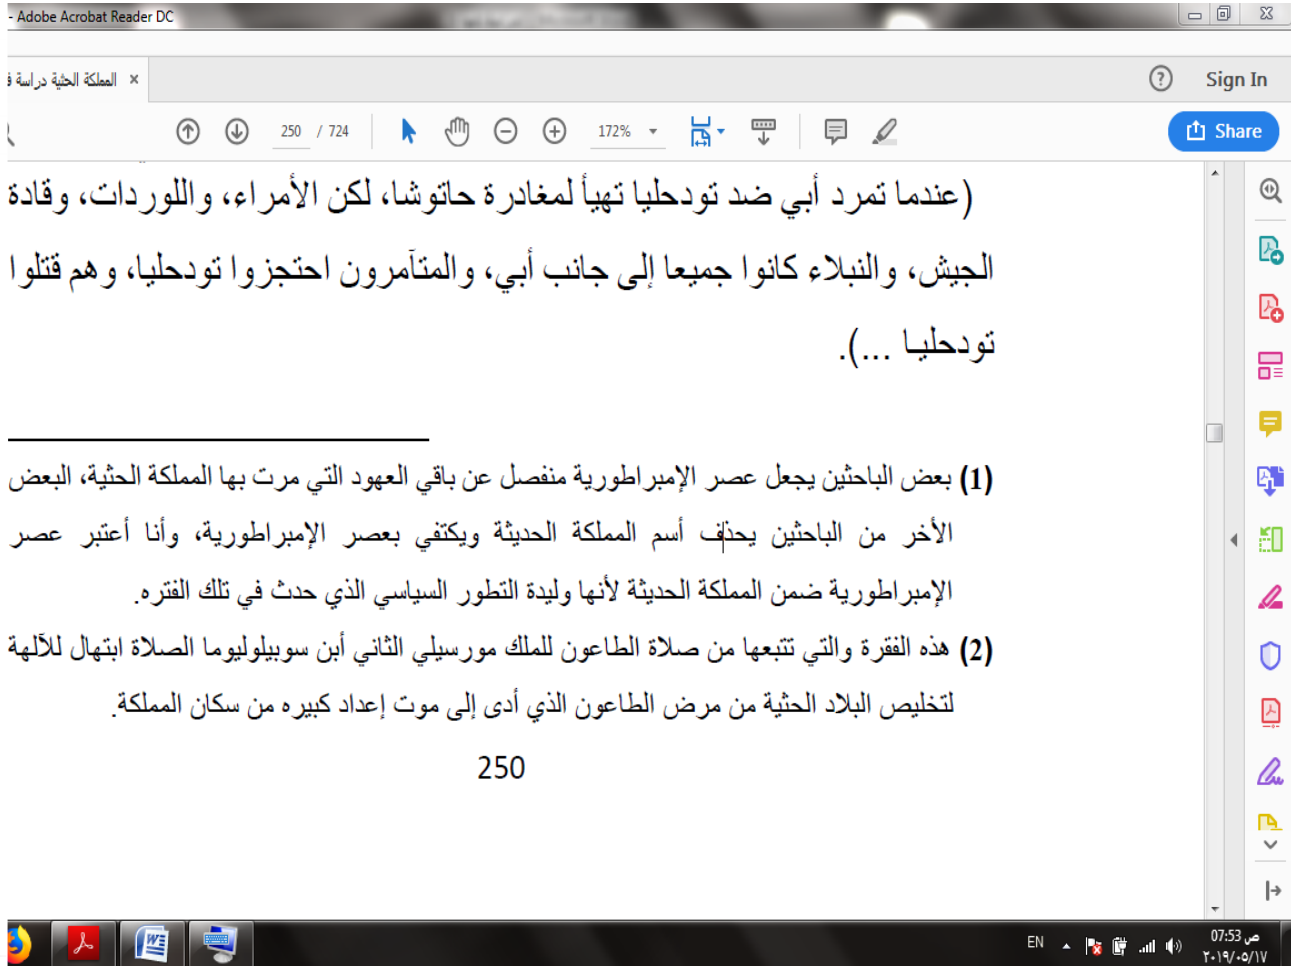 - Adobe Acrobat Reader DC
المملكة الحثية دراسة ف ×
Sign In
250 / 724
172%
Share
(عندما تمرد أبي ضد تودحليا تهيأ لمغادرة حاتوشا، لكن الأمراء، واللوردات، وقادة
الجيش، والنبلاء كانوا جميعا إلى جانب أبي، والمتآمرون احتجزوا تودحليا، وهم قتلوا
تودحليا ...).
(1) بعض الباحثين يجعل عصر الإمبراطورية منفصل عن باقي العهود التي مرت بها المملكة الحثية، البعض
الأخر من الباحثين يحذف أسم المملكة الحديثة ويكتفي بعصر الإمبراطورية، وأنا أعتبر عصر
الإمبراطورية ضمن المملكة الحديثة لأنها وليدة التطور السياسي الذي حدث في تلك الفتره.
(2) هذه الفقرة والتي تتبعها من صلاة الطاعون للملك مورسيلي الثاني أبن سوبيلوليوما الصلاة ابتهال للآلهة
لتخليص البلاد الحثية من مرض الطاعون الذي أدى إلى موت إعداد كبيره من سكان المملكة.
250
EN
07:53 ص
٢٠١٩/٠٥/١٧